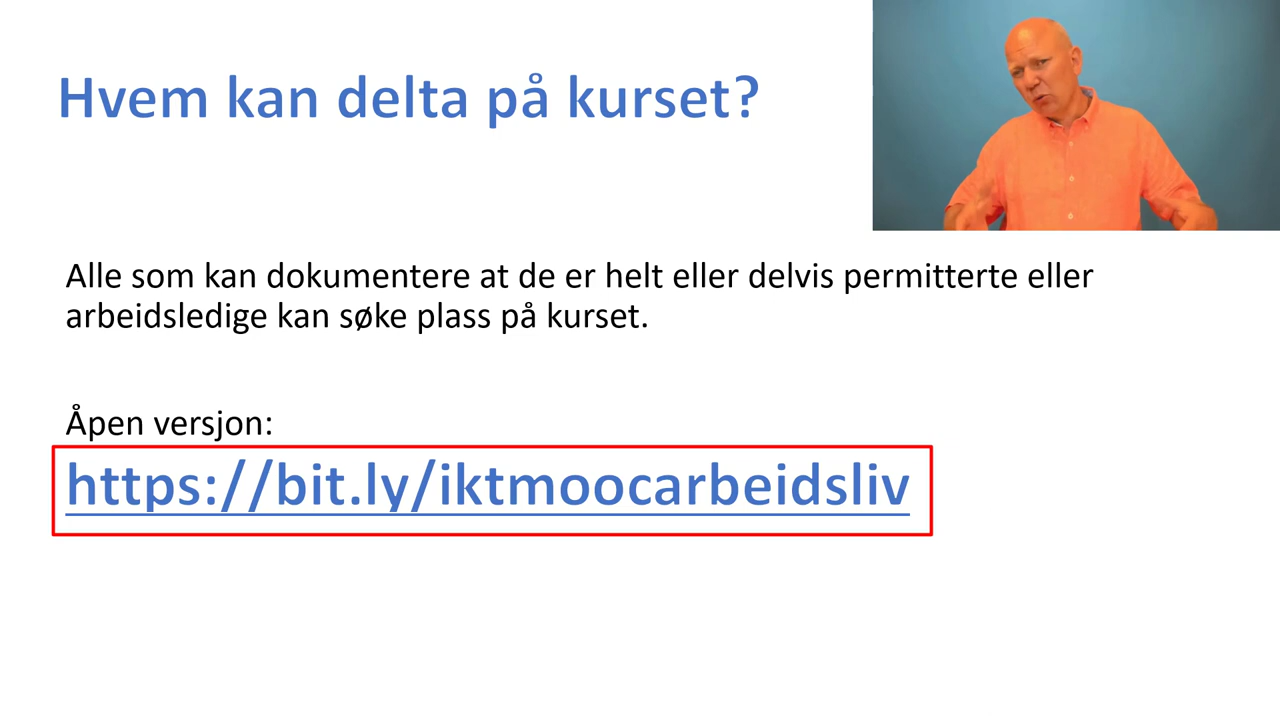 Hvem kan delta på kurset?
Alle som kan dokumentere at de er helt eller delvis permitterte eller
arbeidsledige kan søke plass på kurset.
Åpen versjon:
https://bit.ly/iktmoocarbeidsliv